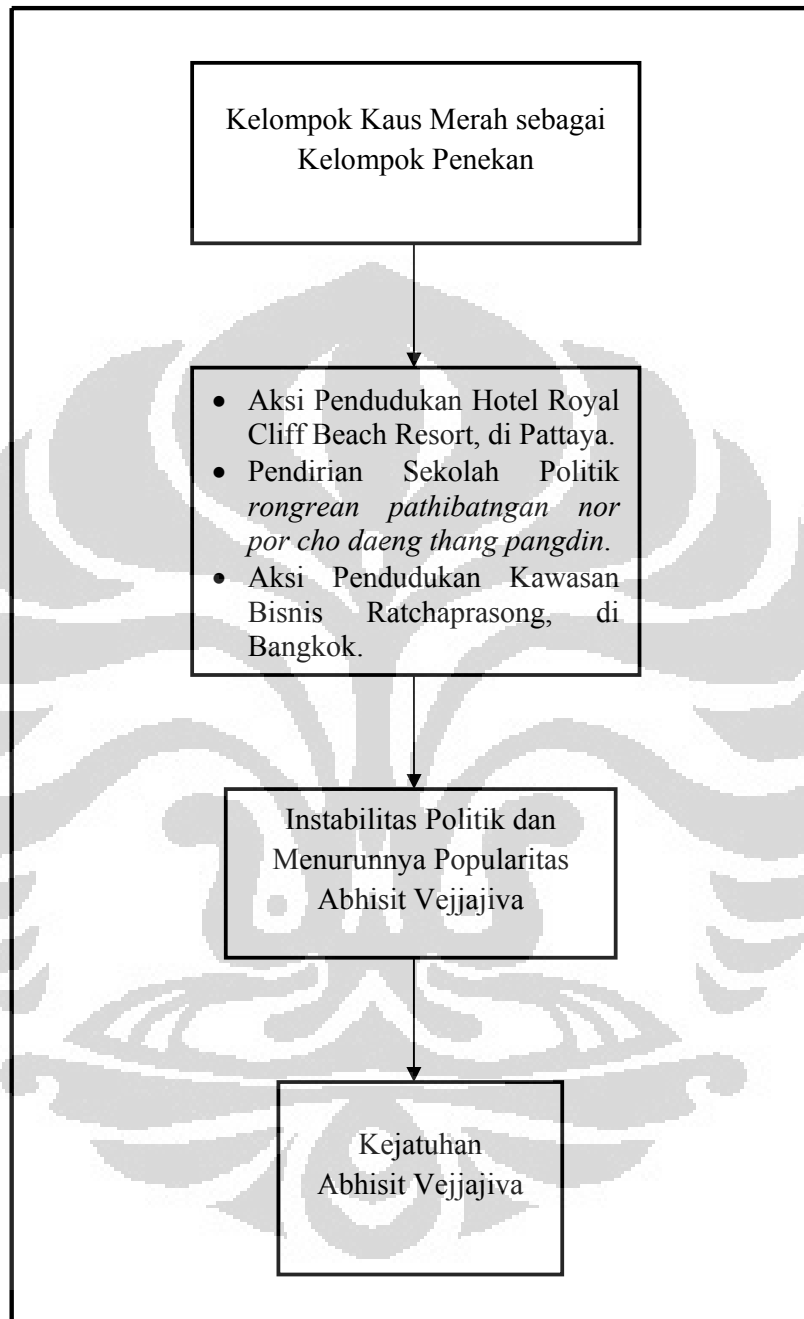 Kelompok Kaus Merah sebagai
Kelompok Penekan
• Aksi Pendudukan Hotel Royal
Cliff Beach Resort, di Pattaya.
• Pendirian Sekolah Politik
rongrean pathibatngan nor
por cho daeng thang pangdin.
• Aksi Pendudukan Kawasan
Bisnis Ratchaprasong, di
Bangkok.
Instabilitas Politik dan
Menurunnya Popularitas
Abhisit Vejjajiva
Kejatuhan
Abhisit Vejjajiva